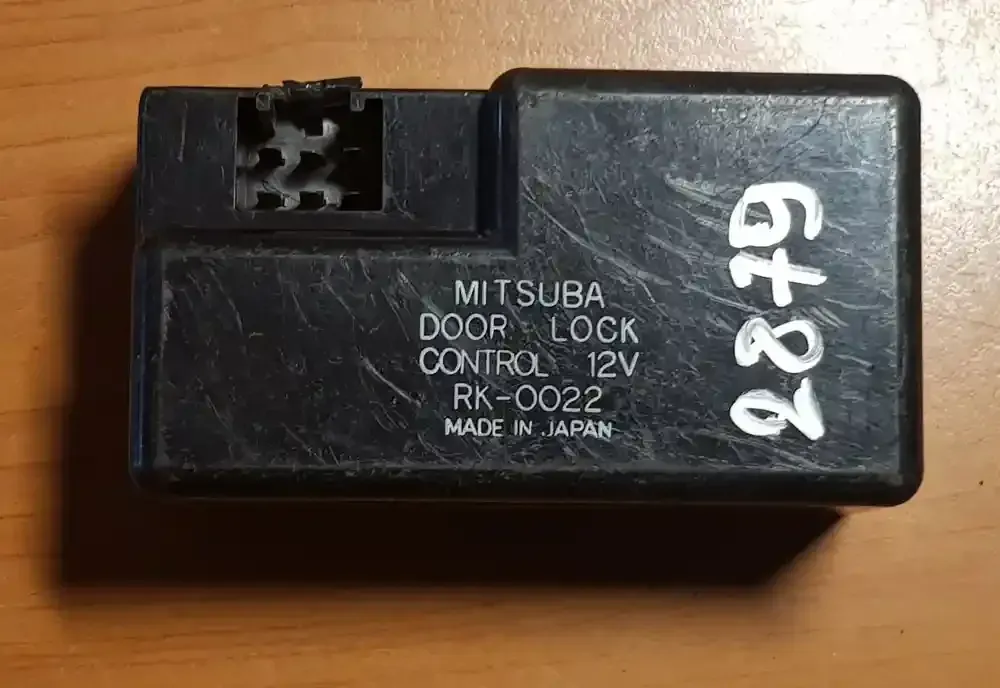 MITSUBA
DOOR LOCK
CONTROL 12V
RK-0022
MADE IN JAPAN
2879